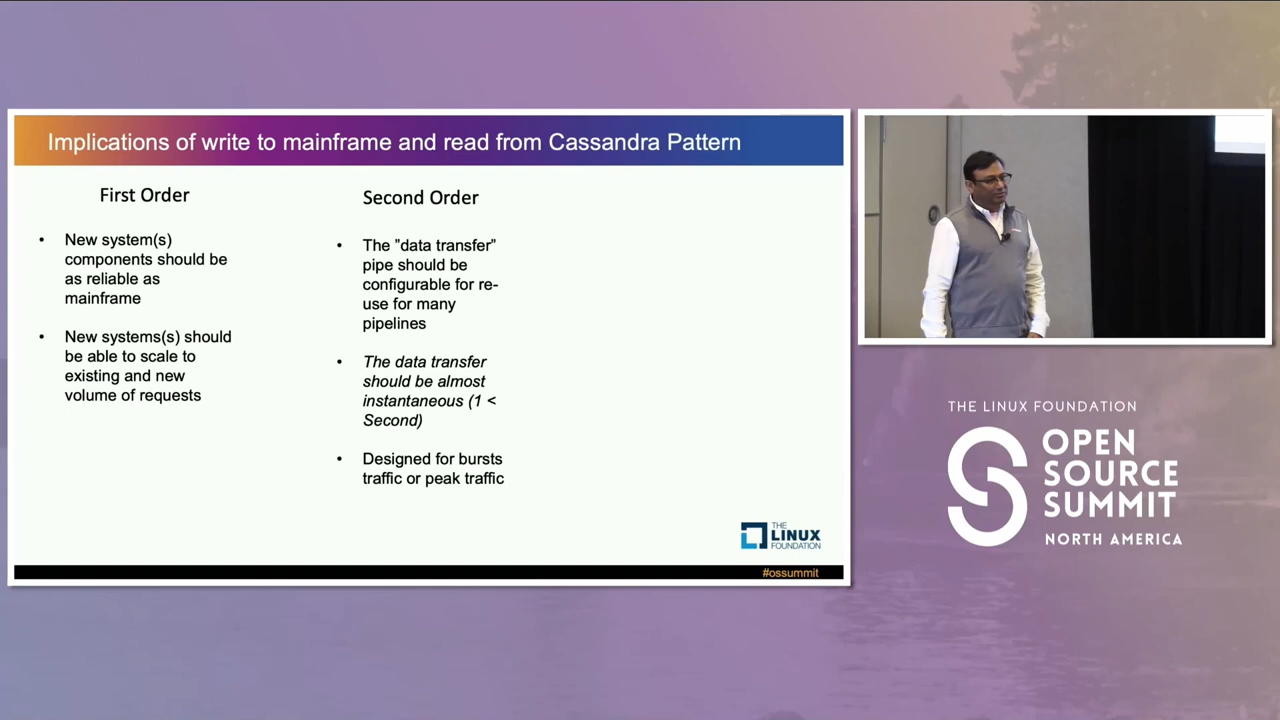 Implications of write to mainframe and read from Cassandra Pattern
First Order
• New system(s)
components should be
as reliable as
mainframe
• New systems(s) should
be able to scale to
existing and new
volume of requests
Second Order
• The "data transfer"
pipe should be
configurable for re-
use for many
pipelines
• The data transfer
should be almost
instantaneous (1 <
Second)
• Designed for bursts
traffic or peak traffic
THE
LINUX
FOUNDATION
#ossummit
THE LINUX FOUNDATION
OPEN
SOURCE
SUMMIT
NORTH AMERICA